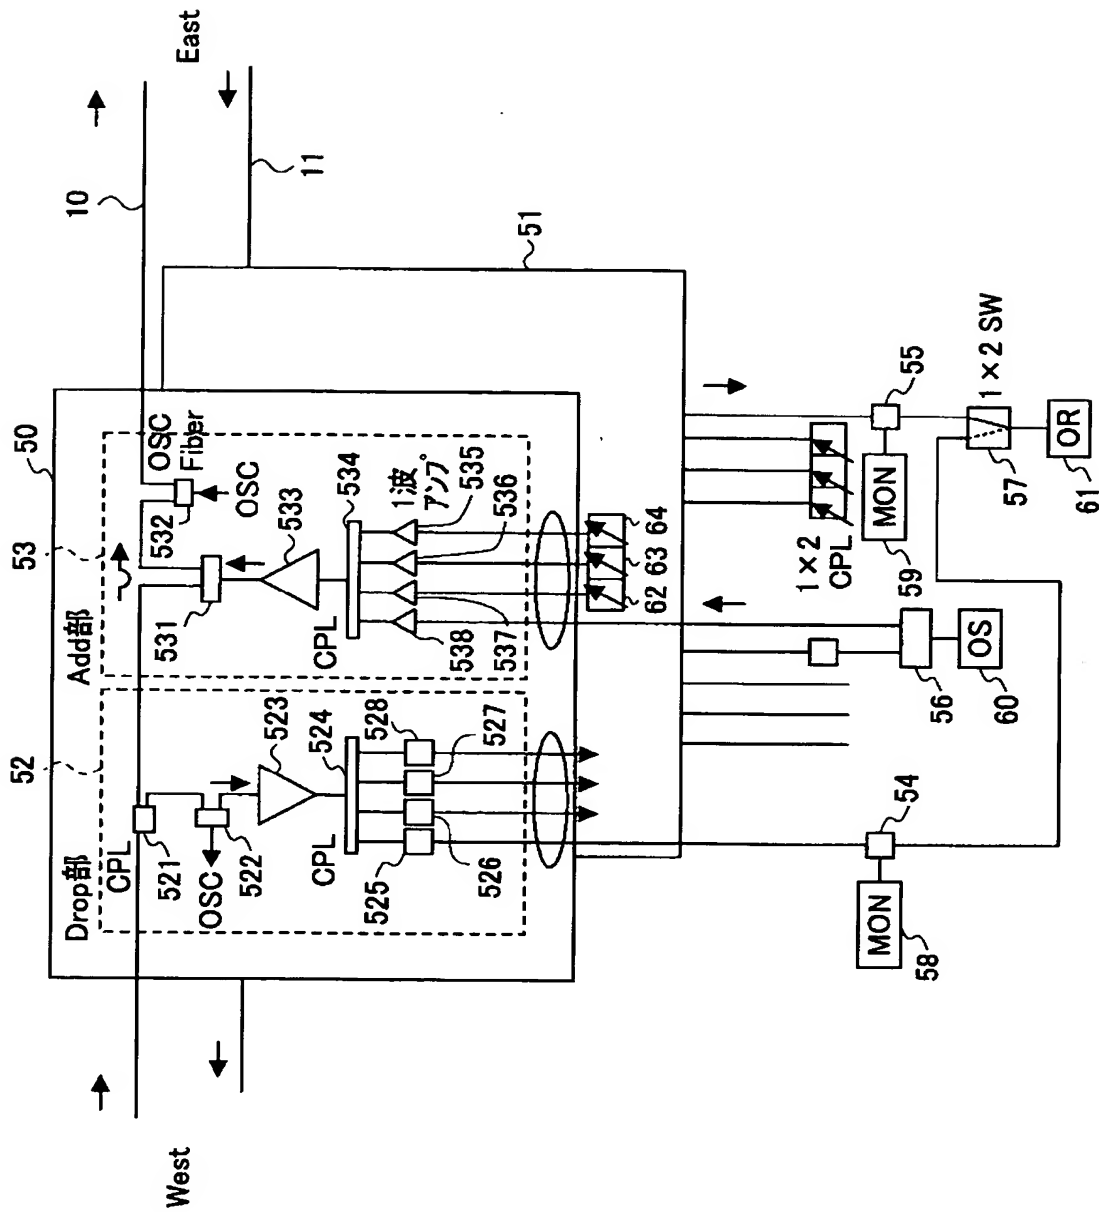 West
East
10
11
50
51
52
53
Drop部
CPL
521
OSC
522
523
CPL
524
525
526
527
528
Add部
531
OSC
Fiber
532
OSC
533
534
CPL
1波
アンプ
535
536
537
538
62
63
64
1×2
CPL
MON
59
55
1×2 SW
57
OR
61
56
OS
60
54
MON
58